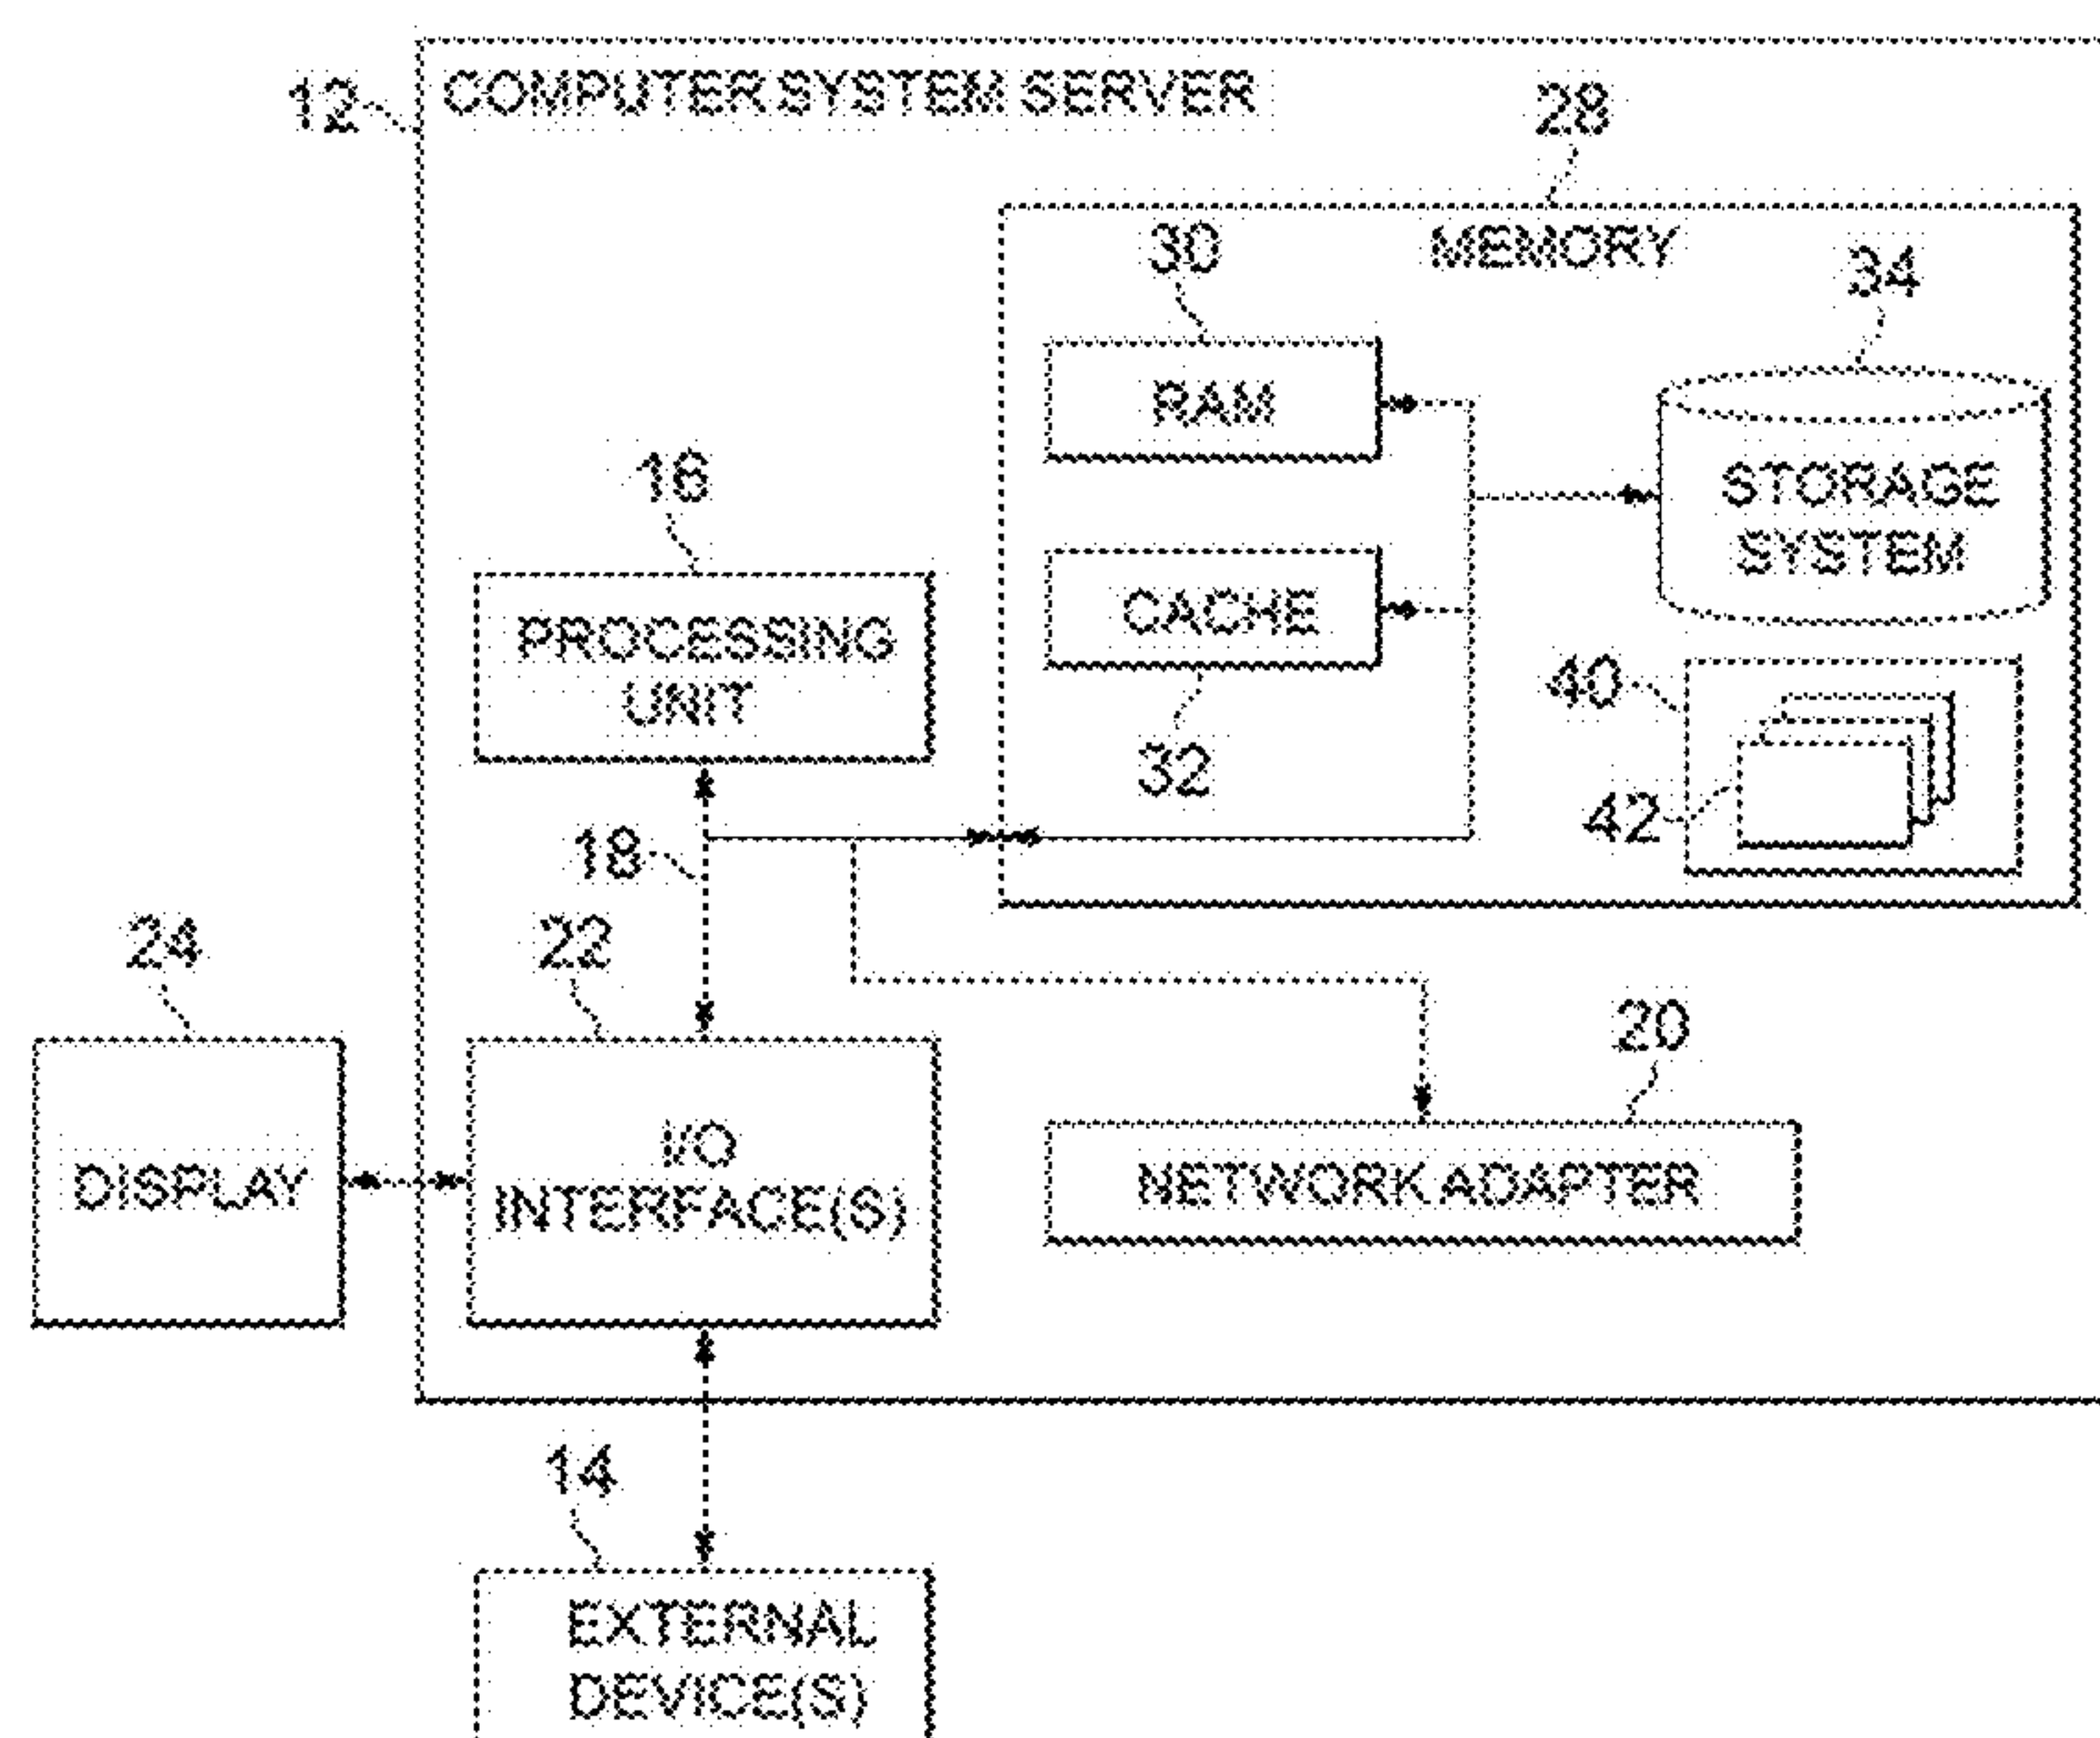 12
COMPUTER SYSTEM SERVER
28
MEMORY
30
34
RAM
STORAGE
SYSTEM
16
PROCESSING
UNIT
CACHE
32
40
42
18
24
22
20
DISPLAY
I/O
INTERFACE(S)
NETWORK ADAPTER
14
EXTERNAL
DEVICE(S)